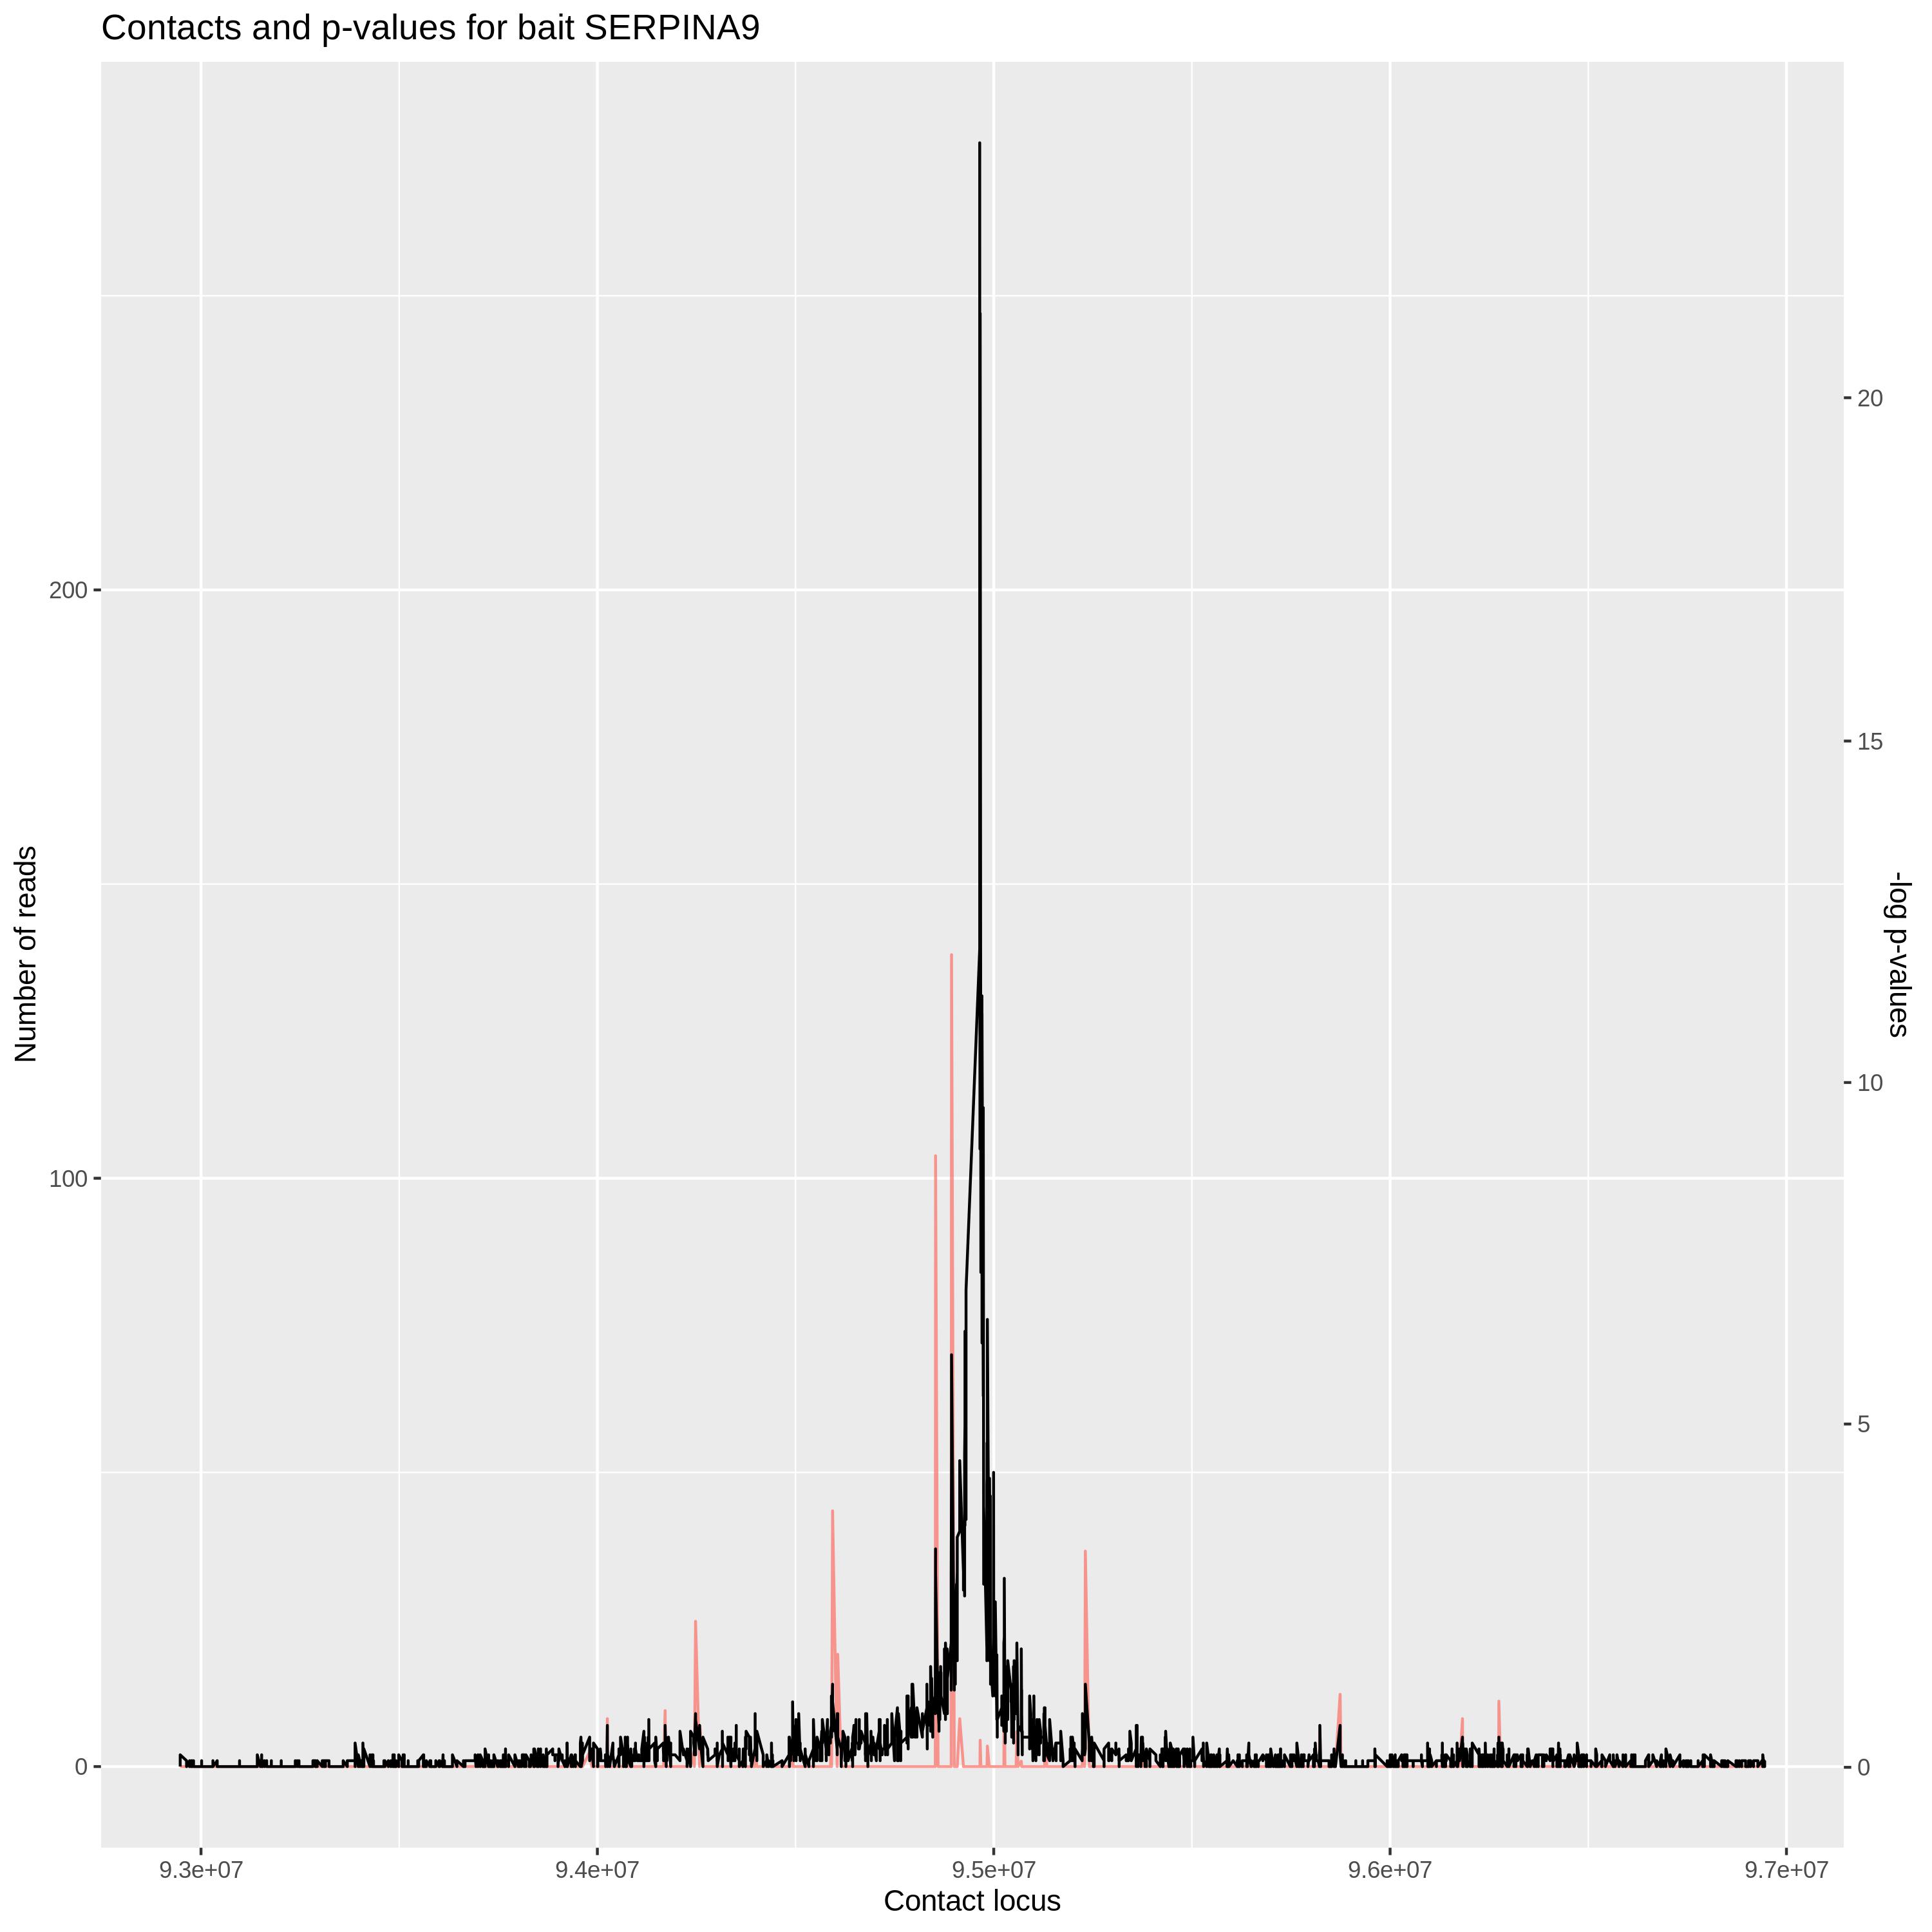 Contacts and p-values for bait SERPINA9
Number of reads
200
100
0
20
15
10
5
0
-log p-values
9.3e+07 9.4e+07 9.5e+07 9.6e+07 9.7e+07
Contact locus